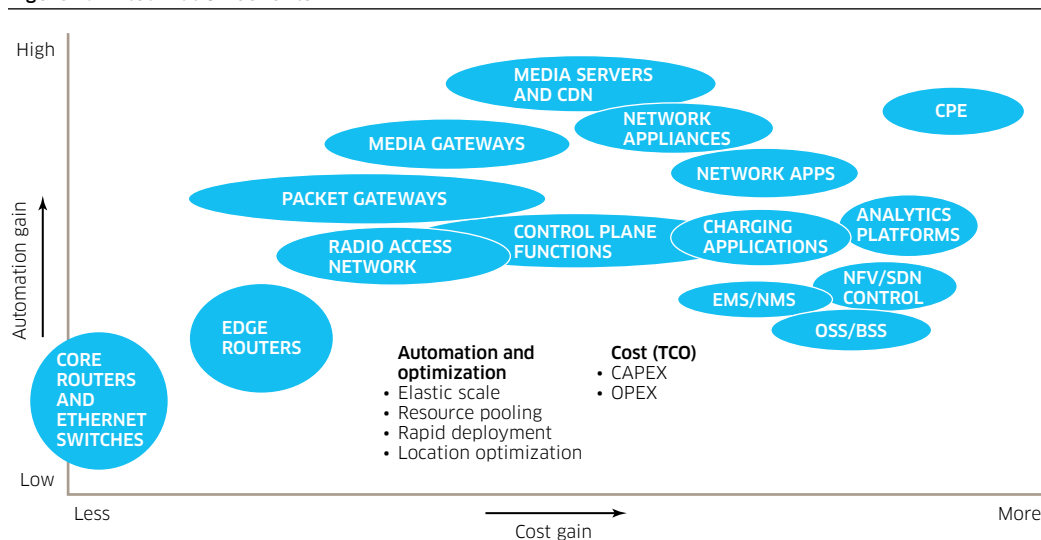 High
MEDIA SERVERS
AND CDN
CPE
NETWORK
APPLIANCES
MEDIA GATEWAYS
NETWORK APPS
PACKET GATEWAYS
ANALYTICS
PLATFORMS
CONTROL PLANE
FUNCTIONS
CHARGING
APPLICATIONS
RADIO ACCESS
NETWORK
NFV/SDN
CONTROL
EMS/NMS
OSS/BSS
EDGE
ROUTERS
CORE
ROUTERS
AND
ETHERNET
SWITCHES
Automation gain
Automation and
optimization
• Elastic scale
• Resource pooling
• Rapid deployment
• Location optimization
Cost (TCO)
• CAPEX
• OPEX
Low
Less
Cost gain
More